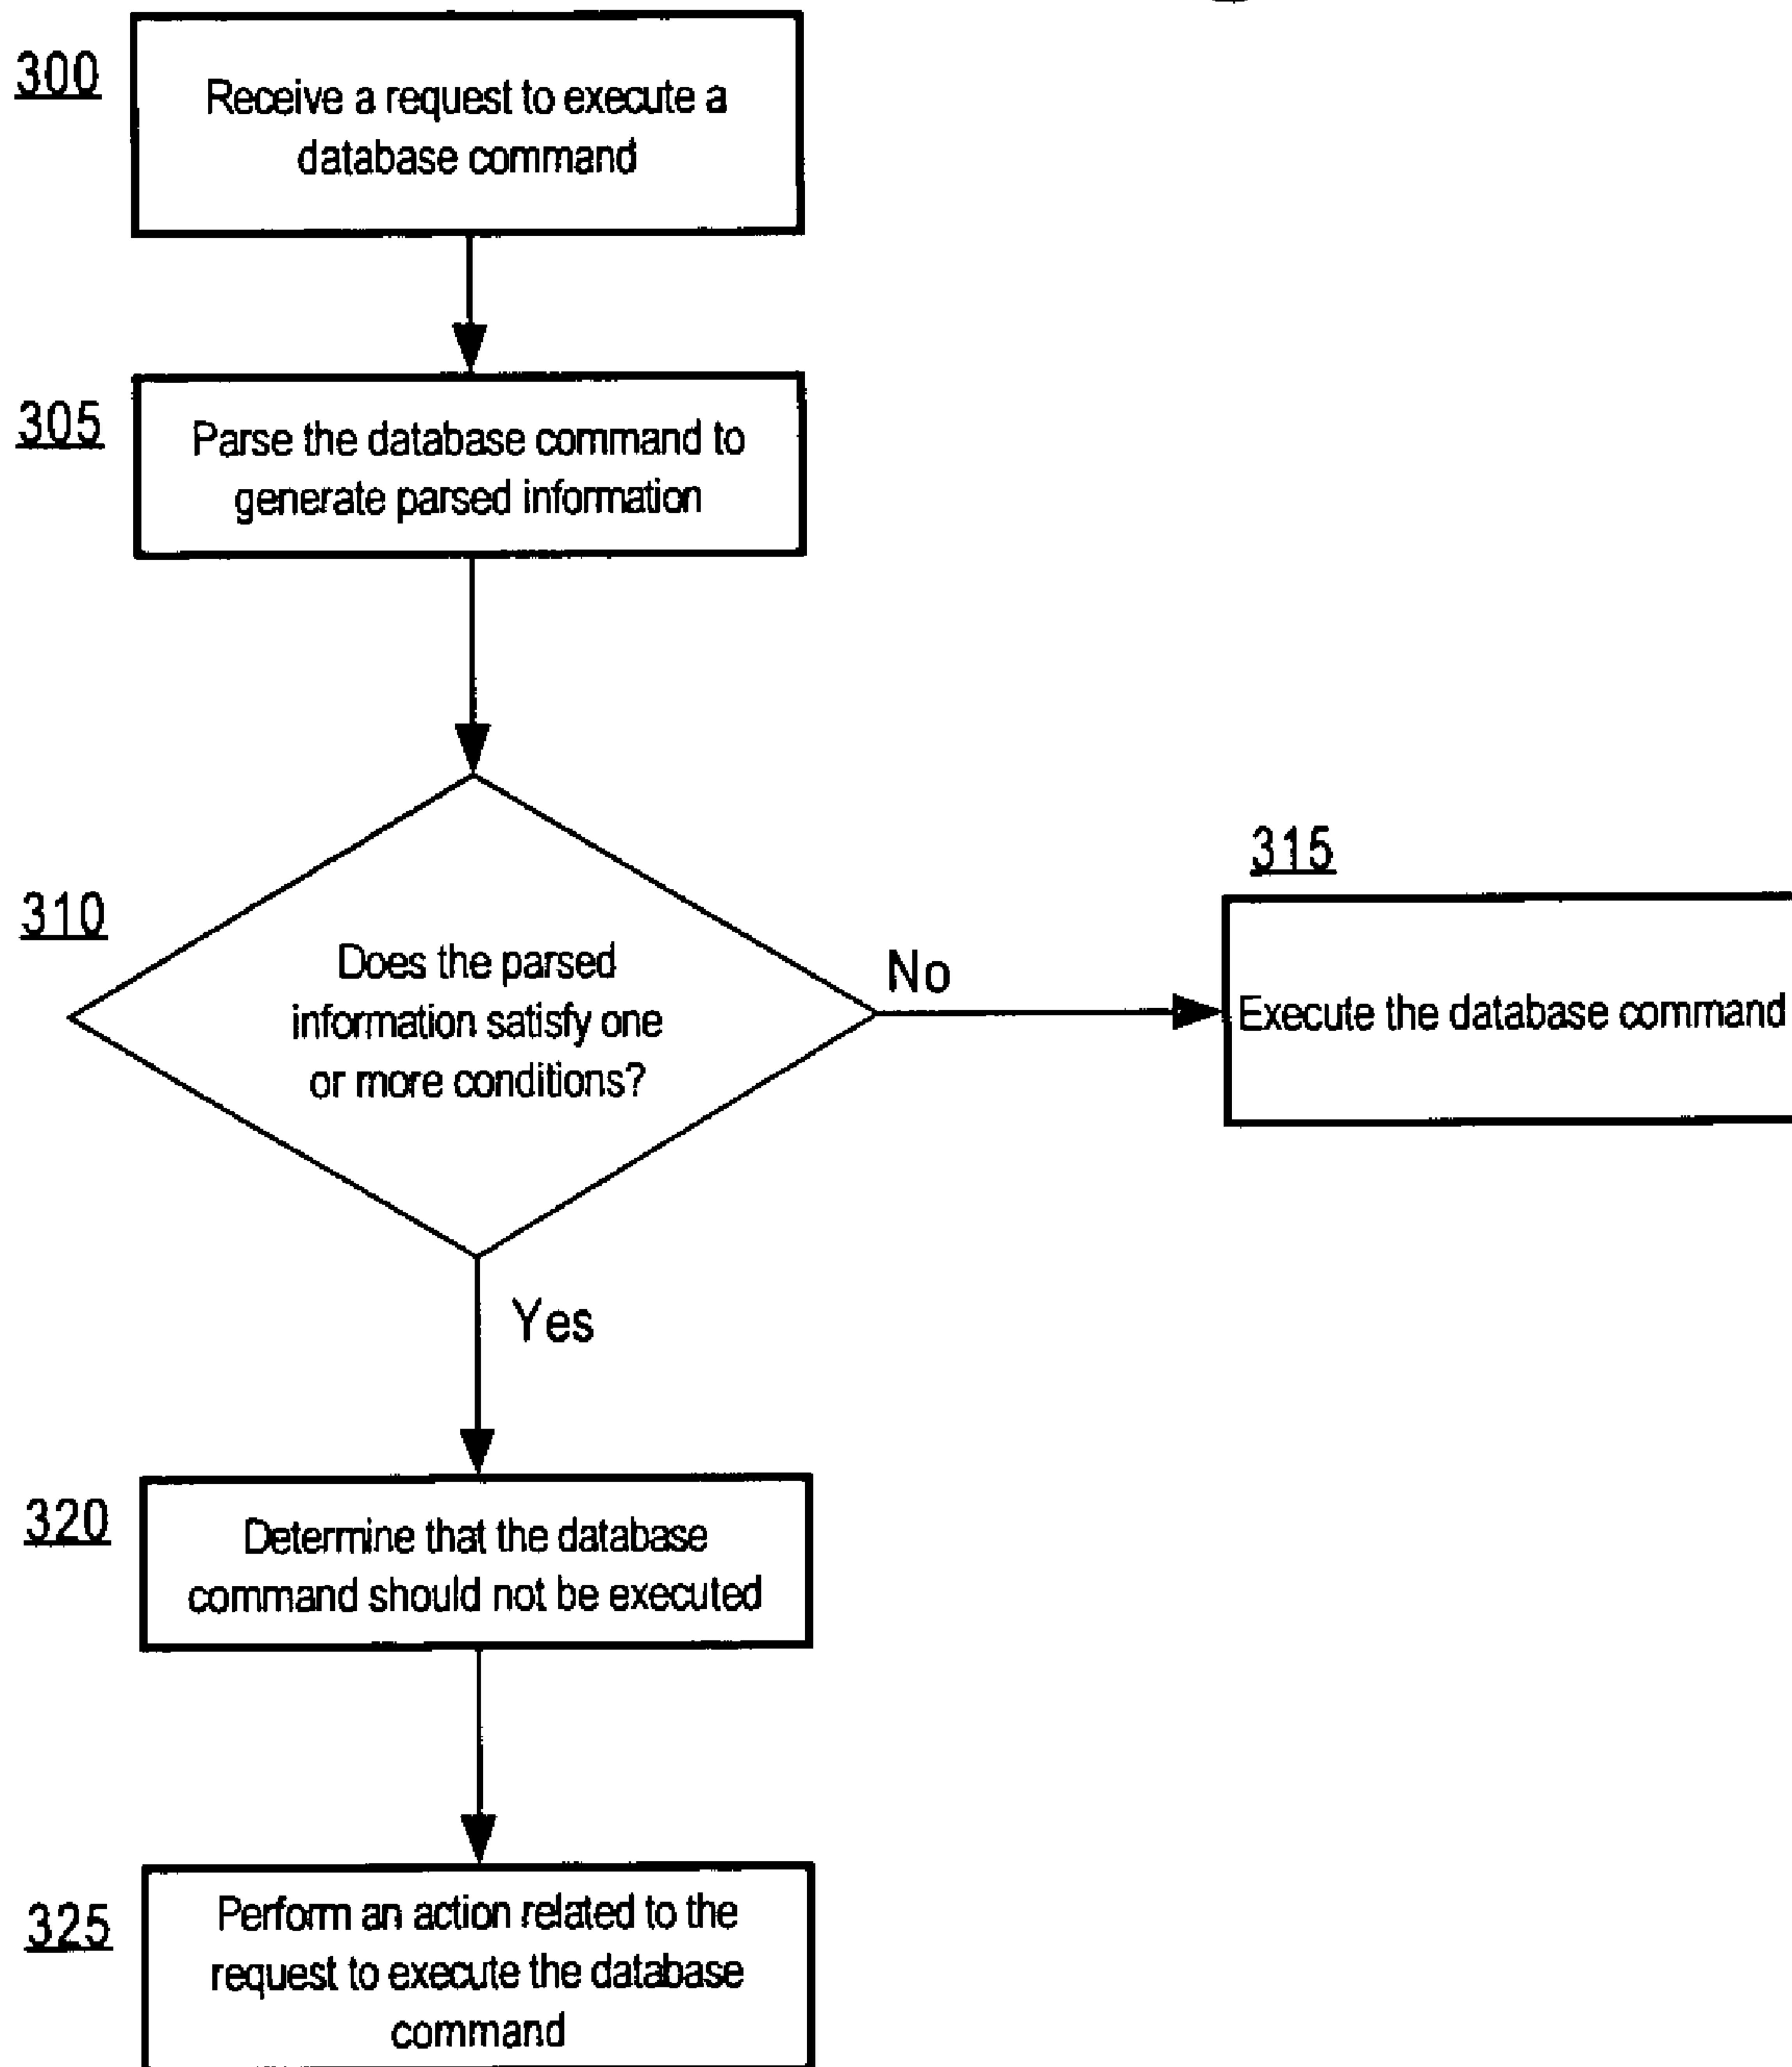 300
Receive a request to execute a
database command
305
Parse the database command to
generate parsed information
310
Does the parsed
information satisfy one
or more conditions?
No
315
Execute the database command
Yes
320
Determine that the database
command should not be executed
325
Perform an action related to the
request to execute the database
command